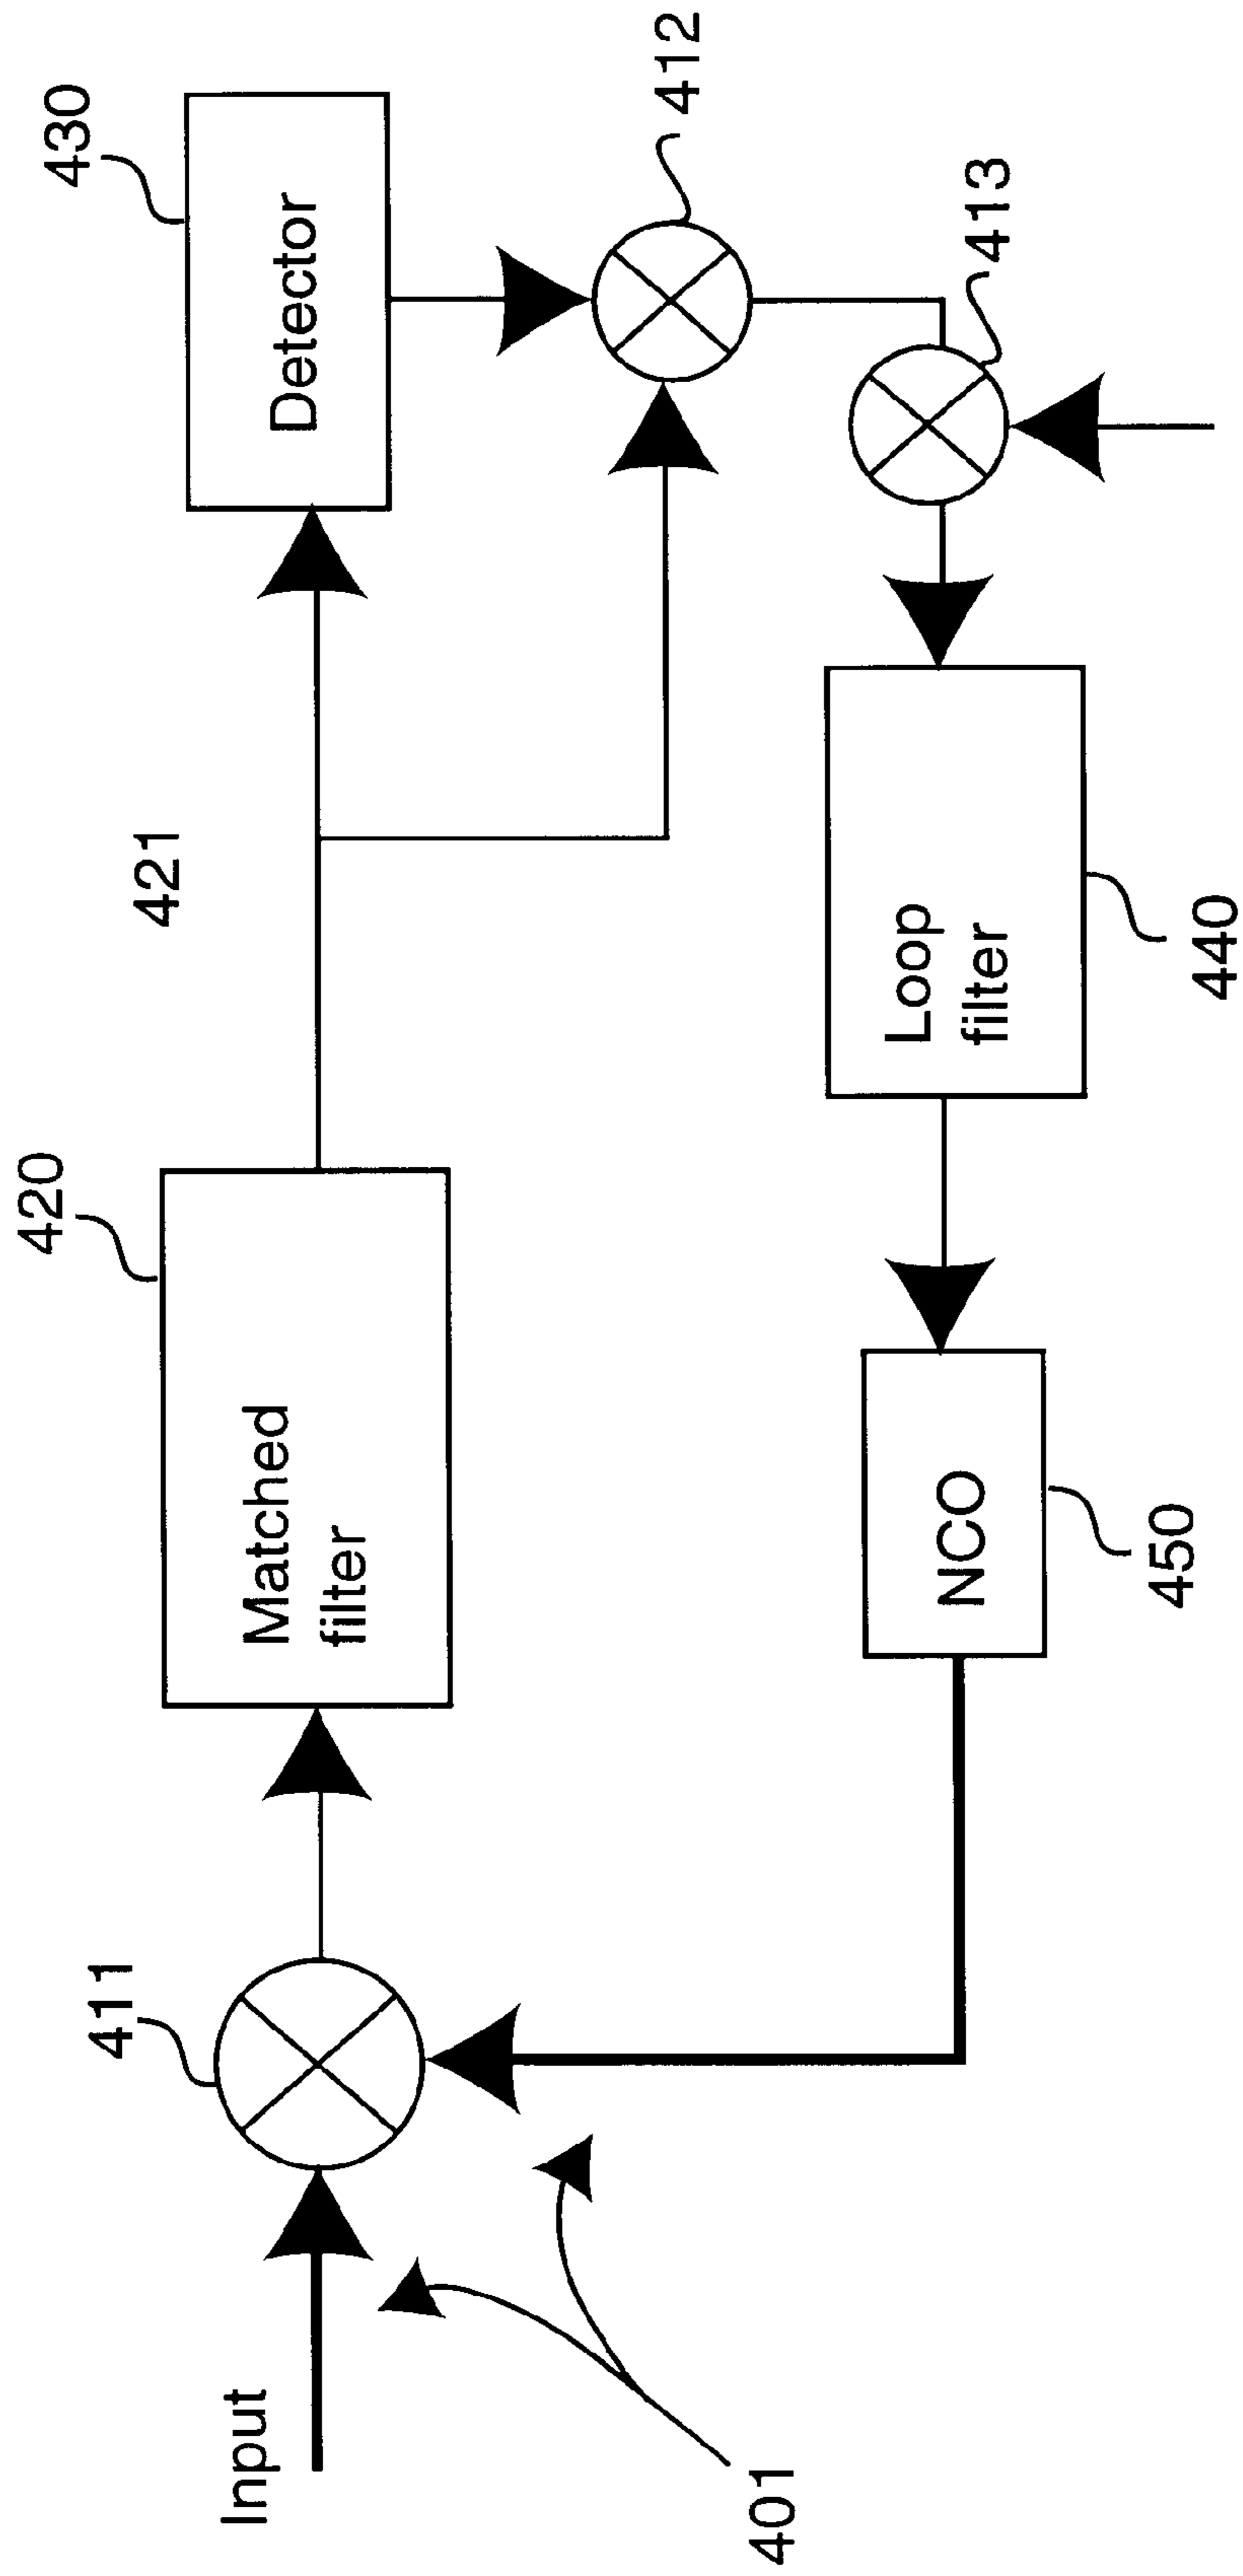 420
421
430
Matched
filter
Detector
411
412
Input
413
401
NCO
Loop
filter
450
440